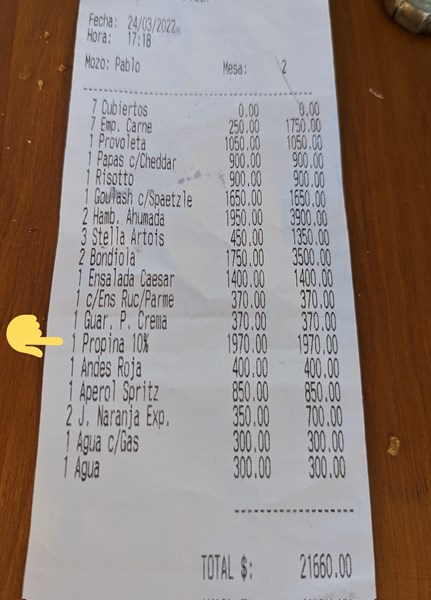 Fecha: 24/03/2022
Hora: 17:18
Mozo: Pablo Mesa: 2
7 Cubiertos 0.00 0.00
7 Emp. Carne 250.00 1750.00
1 Provoleta 1050.00 1050.00
1 Papas c/Cheddar 900.00 900.00
1 Risotto 900.00 900.00
1 Goulash c/Spaetzle 1650.00 1650.00
2 Hamb. Ahumada 1950.00 3900.00
3 Stella Artois 450.00 1350.00
2 Bondiola 1750.00 3500.00
1 Ensalada Caesar 1400.00 1400.00
1 c/Ens Ruc/Parme 370.00 370.00
1 Guar. P. Crema 370.00 370.00
1 Propina 10% 1970.00 1970.00
1 Andes Roja 400.00 400.00
1 Aperol Spritz 850.00 850.00
2 J. Naranja Exp. 350.00 700.00
1 Agua c/Gas 300.00 300.00
1 Agua 300.00 300.00
TOTAL $: 21660.00